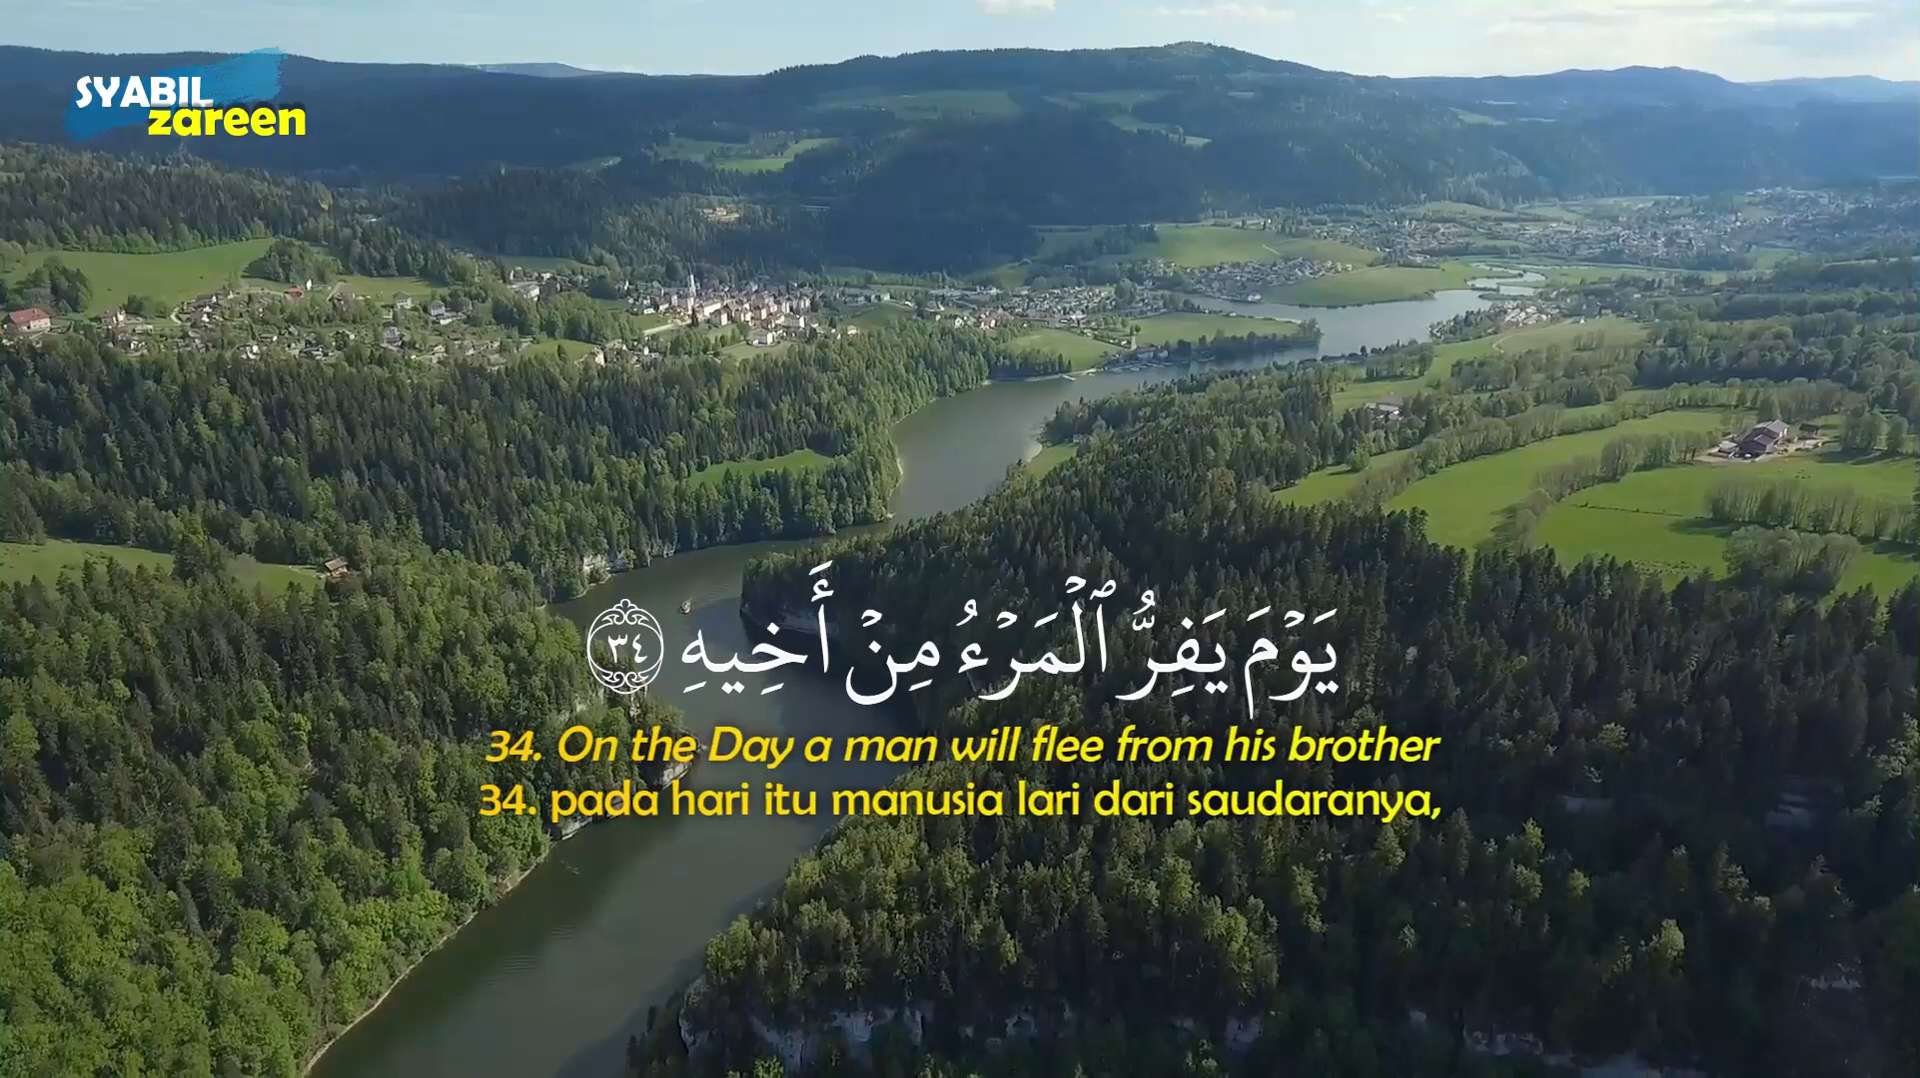 SYABIL
zareen
يَوْمَ يَفِرُّ ٱلْمَرْءُ مِنْ أَخِيهِ ٣٤
34. On the Day a man will flee from his brother
34. pada hari itu manusia lari dari saudaranya,